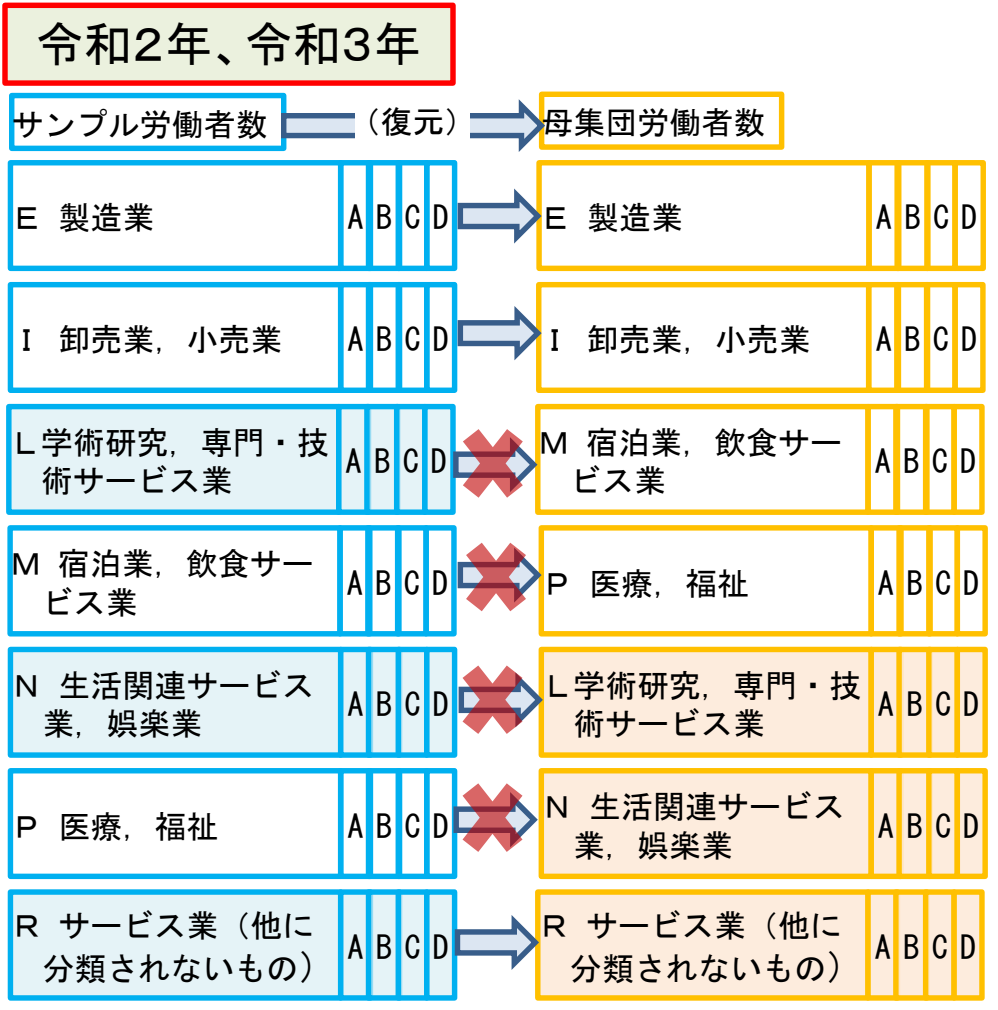 令和2年、令和3年
サンプル労働者数 (復元) 母集団労働者数
E 製造業 A B C D E 製造業 A B C D
I 卸売業, 小売業 A B C D I 卸売業, 小売業 A B C D
L 学術研究, 専門・技 A B C D M 宿泊業, 飲食サー A B C D
術サービス業 ビス業
M 宿泊業, 飲食サー A B C D P 医療, 福祉 A B C D
ビス業
N 生活関連サービス A B C D L 学術研究, 専門・技 A B C D
業, 娯楽業 術サービス業
P 医療, 福祉 A B C D N 生活関連サービス A B C D
業, 娯楽業
R サービス業(他に A B C D R サービス業(他に A B C D
分類されないもの) 分類されないもの)